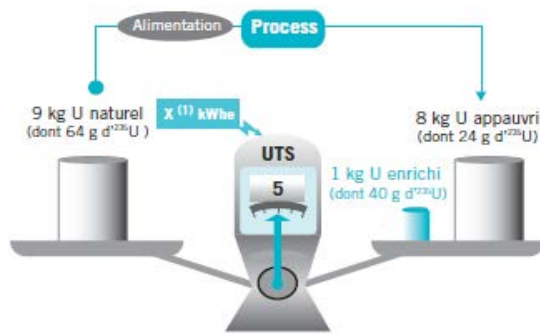 Alimentation
Process
9 kg U naturel
(dont 64 g d'²³⁵U )
X ⁽¹⁾ kWhe
8 kg U appauvri
(dont 24 g d'²³⁵U)
UTS
5
1 kg U enrichi
(dont 40 g d'²³⁵U)